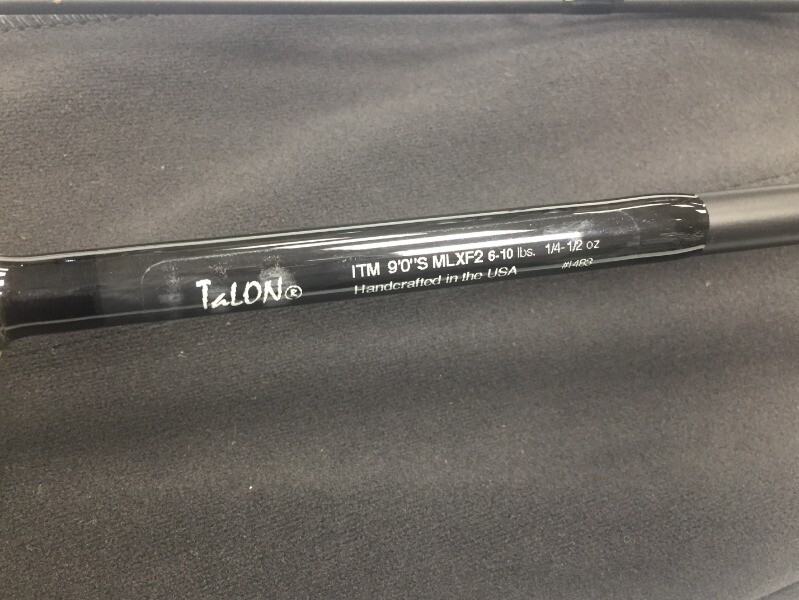 TaLON®
ITM 9'0"S MLXF2 6-10 lbs. 1/4-1/2 oz
Handcrafted in the USA